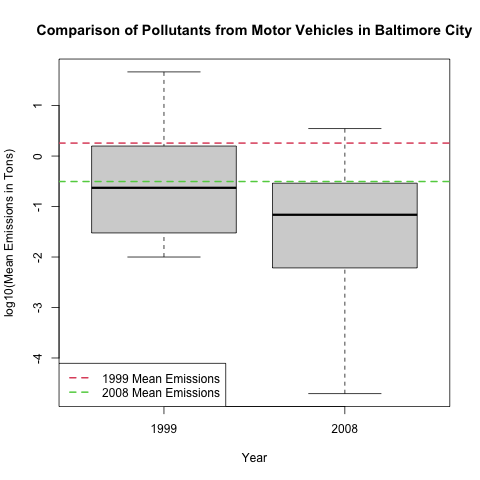 Comparison of Pollutants from Motor Vehicles in Baltimore City
log10(Mean Emissions in Tons)
1
0
-1
-2
-3
-4
1999 Mean Emissions
2008 Mean Emissions
1999 2008
Year